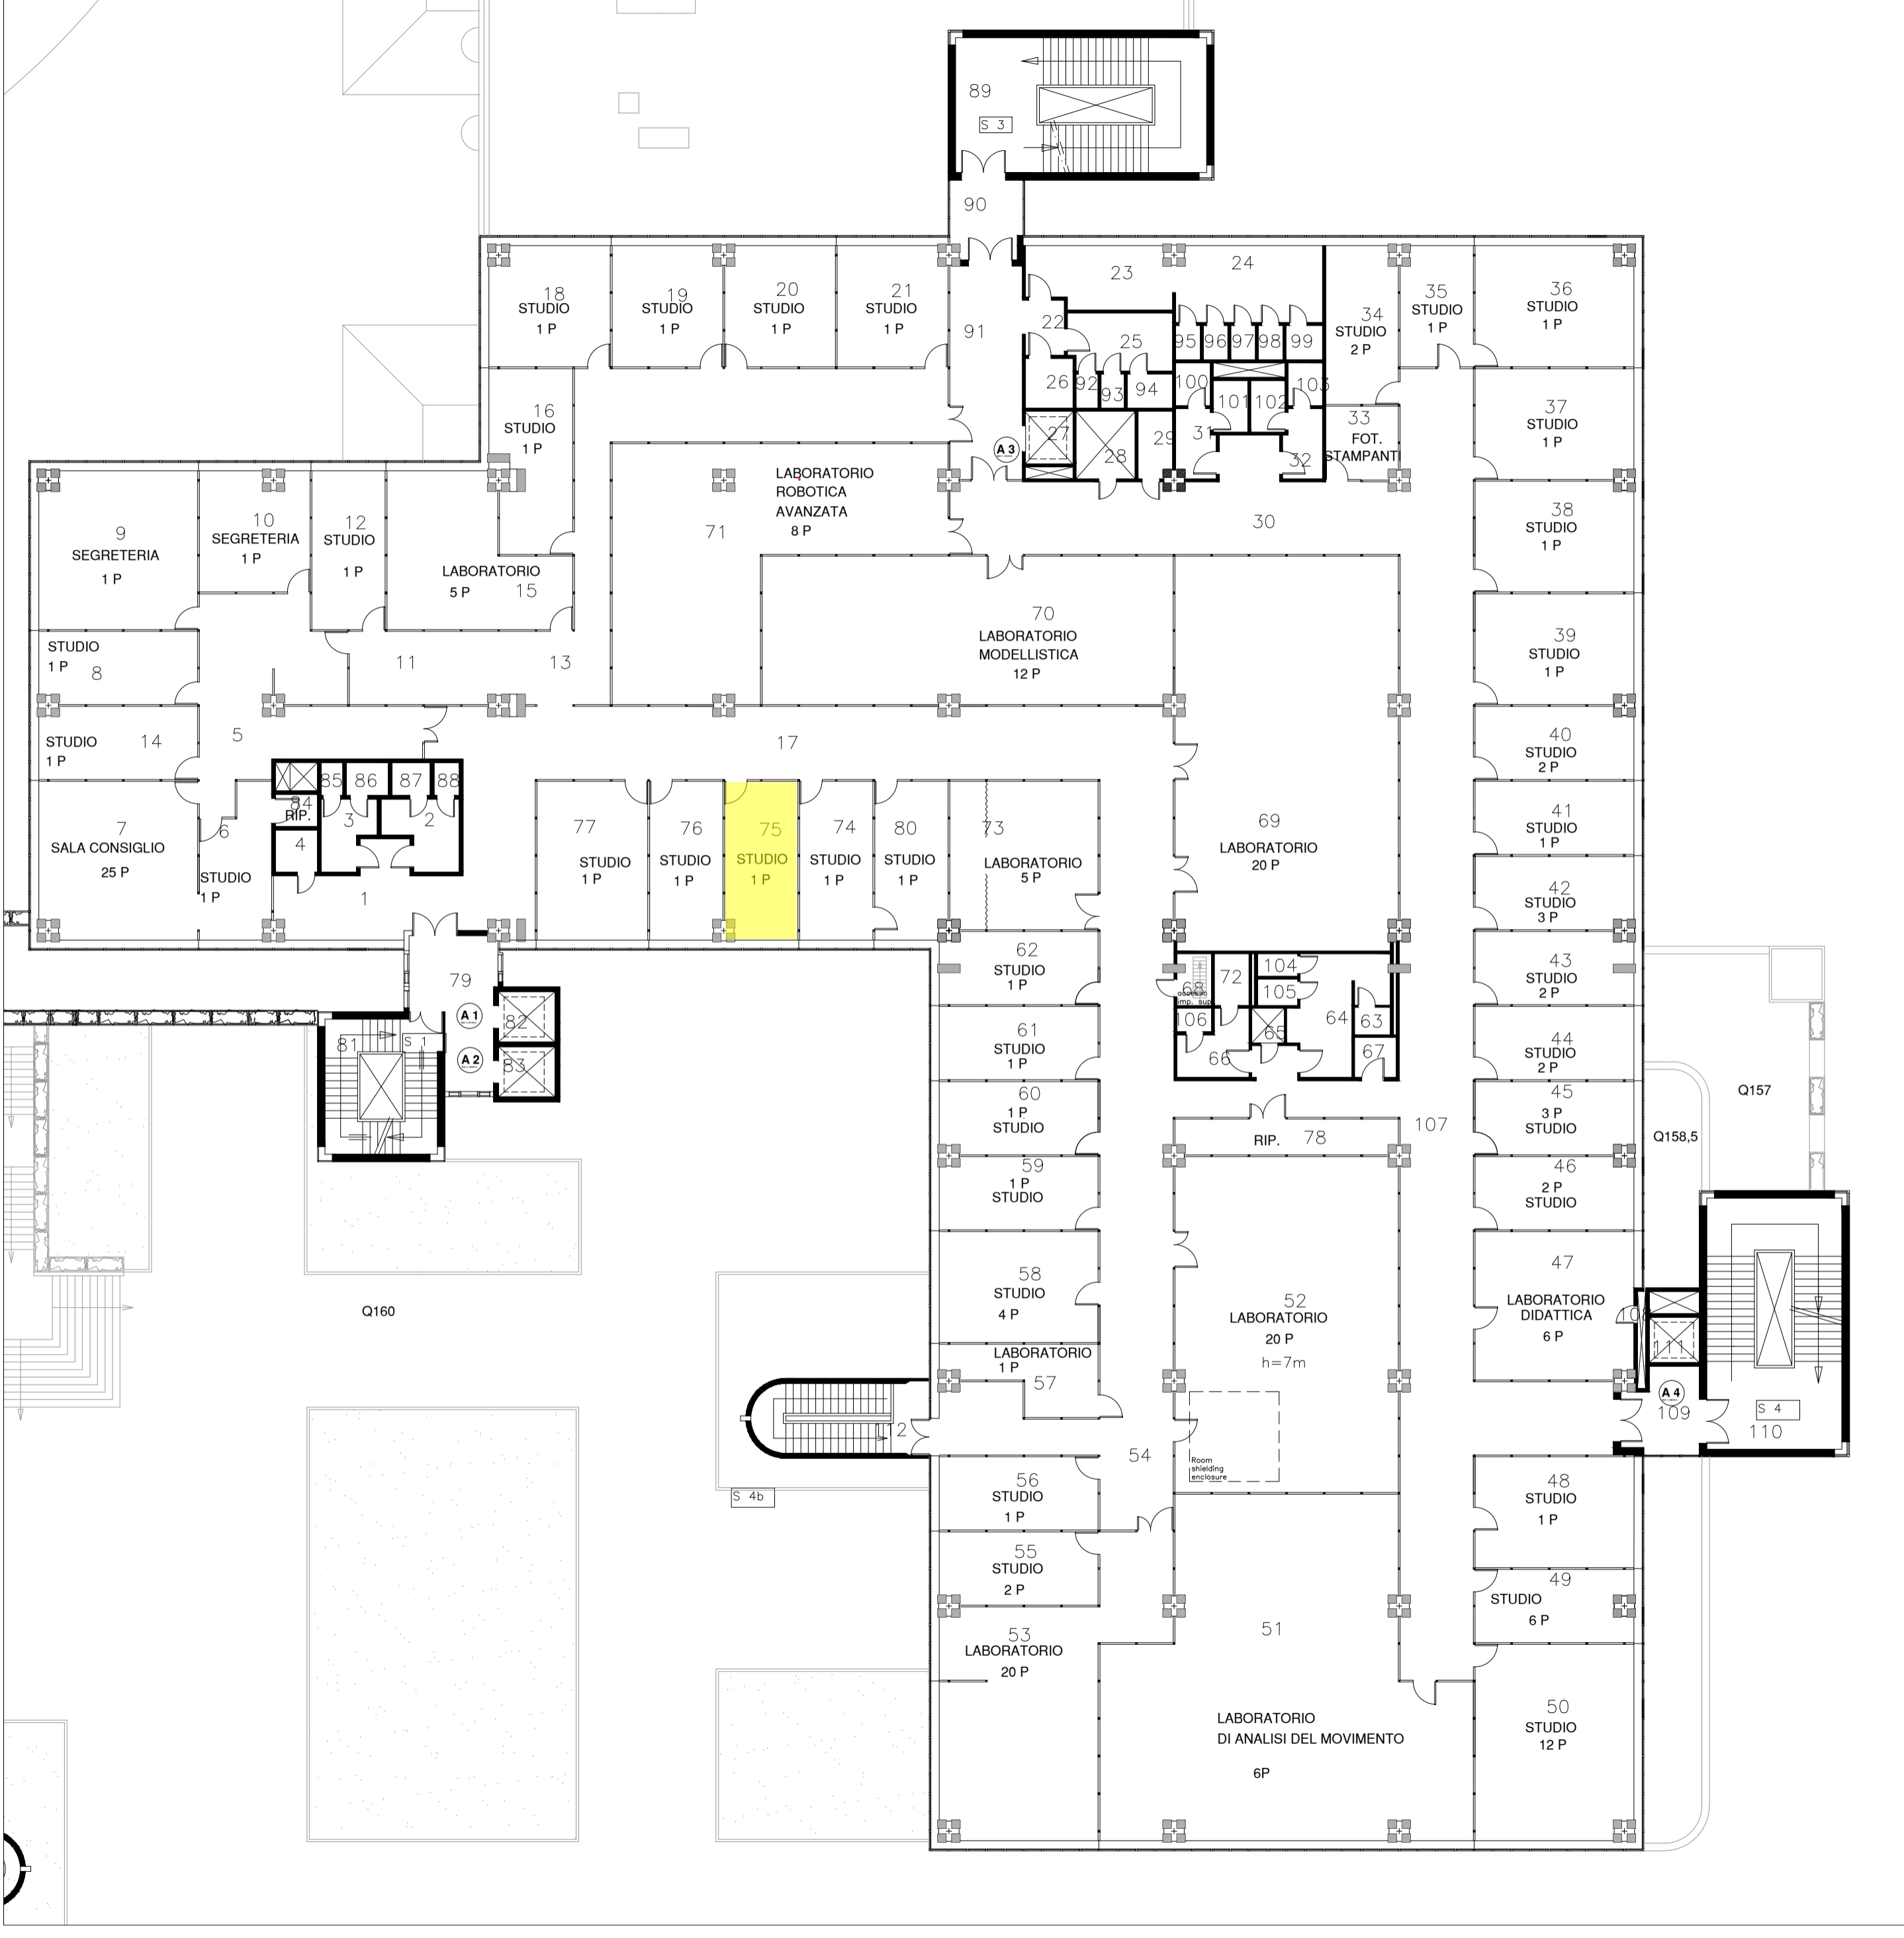 89
S 3
90
18
STUDIO
1 P
19
STUDIO
1 P
20
STUDIO
1 P
21
STUDIO
1 P
91
22
23
24
25
26
92
93
94
95
96
97
98
99
100
101
102
103
27
28
29
31
32
A 3
30
33
FOT.
STAMPANTI
34
STUDIO
2 P
35
STUDIO
1 P
36
STUDIO
1 P
37
STUDIO
1 P
38
STUDIO
1 P
39
STUDIO
1 P
40
STUDIO
2 P
41
STUDIO
1 P
42
STUDIO
3 P
43
STUDIO
2 P
44
STUDIO
2 P
45
3 P
STUDIO
46
2 P
STUDIO
47
LABORATORIO
DIDATTICA
6 P
16
STUDIO
1 P
9
SEGRETERIA
1 P
10
SEGRETERIA
1 P
12
STUDIO
1 P
LABORATORIO
5 P
15
STUDIO
1 P
8
11
13
STUDIO
1 P
14
5
17
71
LABORATORIO
ROBOTICA
AVANZATA
8 P
70
LABORATORIO
MODELLISTICA
12 P
69
LABORATORIO
20 P
7
SALA CONSIGLIO
25 P
6
STUDIO
1 P
84
RIP.
4
85
86
87
88
3
2
1
77
STUDIO
1 P
76
STUDIO
1 P
75
STUDIO
1 P
74
STUDIO
1 P
80
STUDIO
1 P
73
LABORATORIO
5 P
79
A 1
A 2
82
83
81
S 1
62
STUDIO
1 P
61
STUDIO
1 P
60
1 P
STUDIO
59
1 P
STUDIO
58
STUDIO
4 P
LABORATORIO
1 P
57
68
imp. sup.
72
104
105
106
66
65
64
63
67
RIP.
78
107
52
LABORATORIO
20 P
h=7m
Room
shielding
enclosure
54
12
S 4b
56
STUDIO
1 P
55
STUDIO
2 P
53
LABORATORIO
20 P
51
LABORATORIO
DI ANALISI DEL MOVIMENTO
6P
48
STUDIO
1 P
49
STUDIO
6 P
50
STUDIO
12 P
111
A 4
109
S 4
110
Q157
Q158,5
Q160